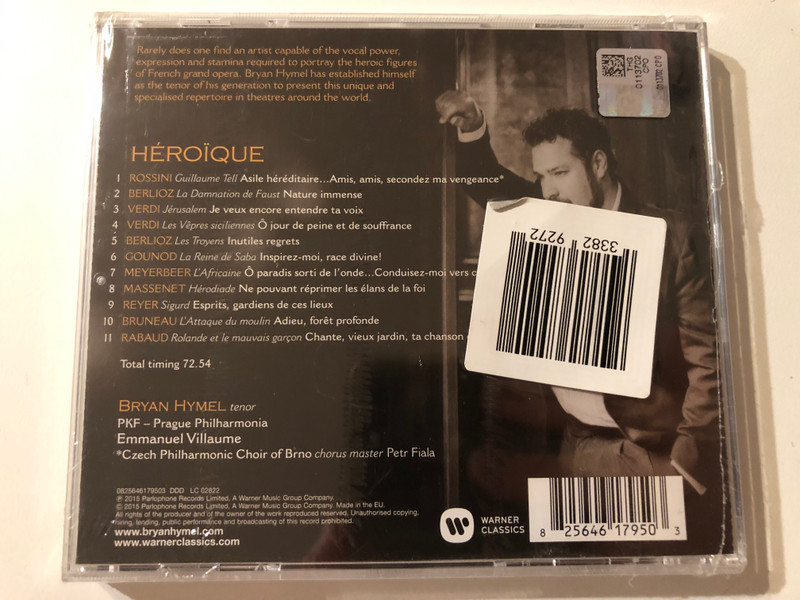 Rarely does one find an artist capable of the vocal power,
expression and stamina required to portray the heroic figures
of French grand opera. Bryan Hymel has established himself
as the tenor of his generation to present this unique and
specialised repertoire in theatres around the world.
THG
0113702
CPO
0113702 CPO
HÉROÏQUE
1 ROSSINI Guillaume Tell Asile héréditaire...Amis, amis, secondez ma vengeance*
2 BERLIOZ La Damnation de Faust Nature immense
3 VERDI Jérusalem Je veux encore entendre ta voix
4 VERDI Les Vêpres siciliennes Ô jour de peine et de souffrance
5 BERLIOZ Les Troyens Inutiles regrets
6 GOUNOD La Reine de Saba Inspirez-moi, race divine!
7 MEYERBEER L'Africaine Ô paradis sorti de l'onde...Conduisez-moi vers
8 MASSENET Hérodiade Ne pouvant réprimer les élans de la foi
9 REYER Sigurd Esprits, gardiens de ces lieux
10 BRUNEAU L'Attaque du moulin Adieu, forêt profonde
11 RABAUD Rolande et le mauvais garçon Chante, vieux jardin, ta chanson
3382 9272
Total timing 72.54
BRYAN HYMEL tenor
PKF – Prague Philharmonia
Emmanuel Villaume
*Czech Philharmonic Choir of Brno chorus master Petr Fiala
0825646179503 DDD LC 02822
℗ 2015 Parlophone Records Limited. A Warner Music Group Company.
© 2015 Parlophone Records Limited. A Warner Music Group Company. Made in the EU.
All rights of the producer and of the owner of the work reproduced reserved. Unauthorised copying,
hiring, lending, public performance and broadcasting of this record prohibited.
www.bryanhymel.com
www.warnerclassics.com
WARNER
CLASSICS
8 25646 17950 3